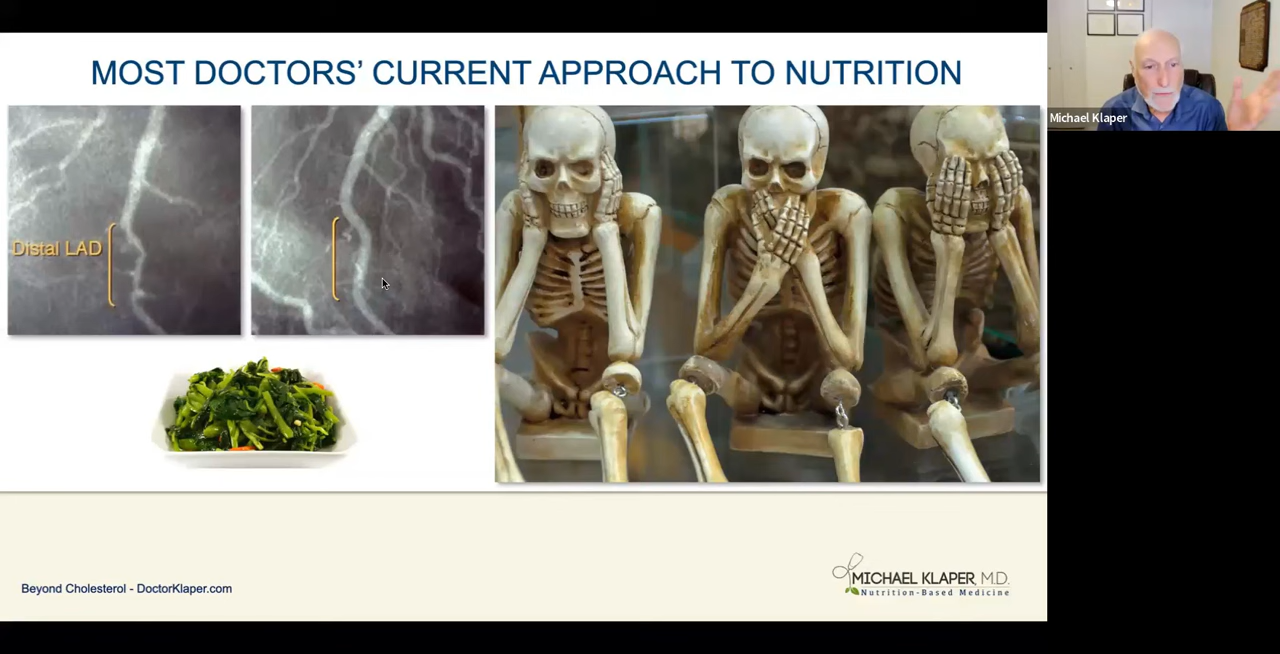 MOST DOCTORS' CURRENT APPROACH TO NUTRITION
Michael Klaper
Distal LAD
Beyond Cholesterol - DoctorKlaper.com
MICHAEL KLAPER, M.D.
Nutrition-Based Medicine